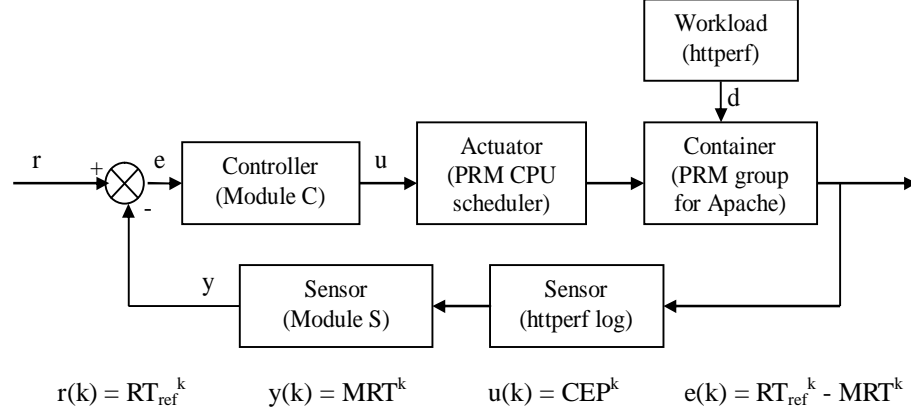 Workload
(httperf)
d
r
+
-
e
Controller
(Module C)
u
Actuator
(PRM CPU
scheduler)
Container
(PRM group
for Apache)
y
Sensor
(Module S)
Sensor
(httperf log)
r(k) = RT_ref^k y(k) = MRT^k u(k) = CEP^k e(k) = RT_ref^k - MRT^k